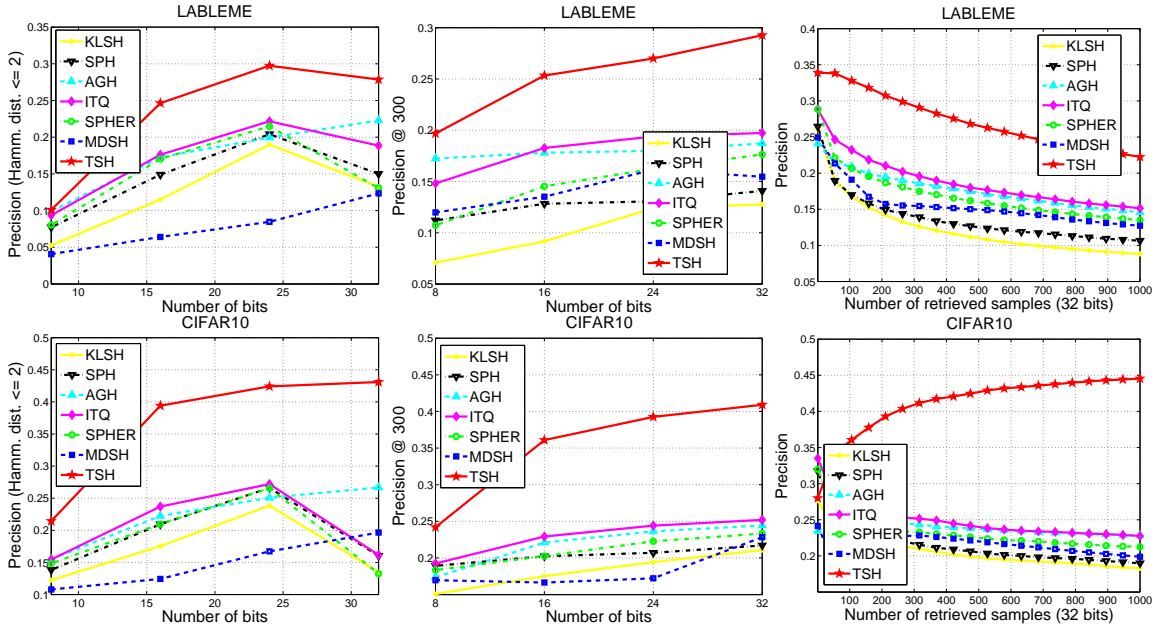 LABLEME
Precision (Hamm. dist. <= 2)
0.35
0.3
0.25
0.2
0.15
0.1
0.05
0
KLSH
SPH
AGH
ITQ
SPHER
MDSH
TSH
10 15 20 25 30
Number of bits
LABLEME
Precision @ 300
0.3
0.25
0.2
0.15
0.1
0.05
KLSH
SPH
AGH
ITQ
SPHER
MDSH
TSH
8 16 24 32
Number of bits
LABLEME
Precision
0.4
0.35
0.3
0.25
0.2
0.15
0.1
0.05
KLSH
SPH
AGH
ITQ
SPHER
MDSH
TSH
100 200 300 400 500 600 700 800 900 1000
Number of retrieved samples (32 bits)
CIFAR10
Precision (Hamm. dist. <= 2)
0.5
0.45
0.4
0.35
0.3
0.25
0.2
0.15
0.1
KLSH
SPH
AGH
ITQ
SPHER
MDSH
TSH
10 15 20 25 30
Number of bits
CIFAR10
Precision @ 300
0.5
0.4
0.3
0.2
KLSH
SPH
AGH
ITQ
SPHER
MDSH
TSH
8 16 24 32
Number of bits
CIFAR10
Precision
0.5
0.45
0.4
0.35
0.3
0.25
0.2
KLSH
SPH
AGH
ITQ
SPHER
MDSH
TSH
100 200 300 400 500 600 700 800 900 1000
Number of retrieved samples (32 bits)